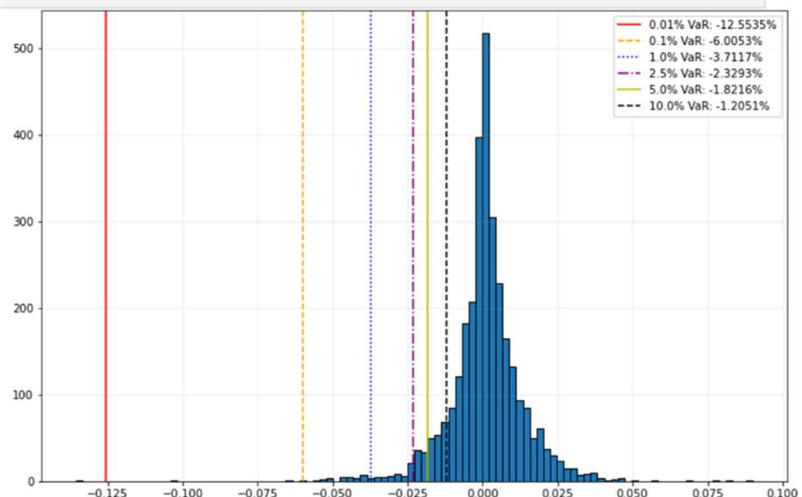 0.01% VaR: -12.5535%
0.1% VaR: -6.0053%
1.0% VaR: -3.7117%
2.5% VaR: -2.3293%
5.0% VaR: -1.8216%
10.0% VaR: -1.2051%
500
400
300
200
100
0
−0.125 −0.100 −0.075 −0.050 −0.025 0.000 0.025 0.050 0.075 0.100